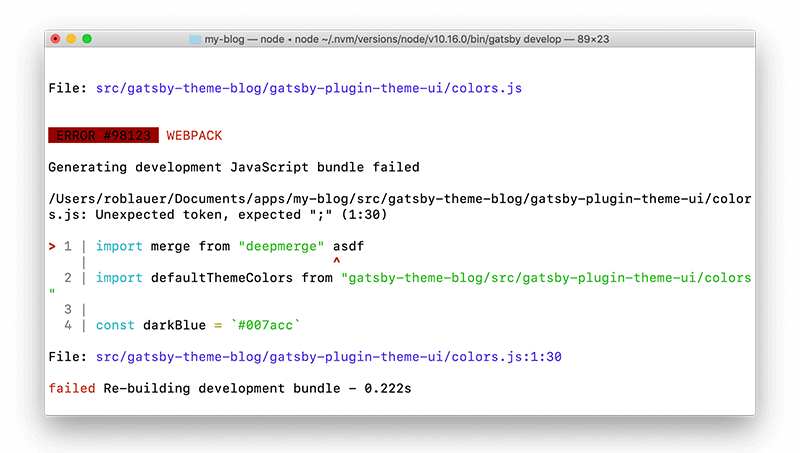 my-blog — node • node ~/.nvm/versions/node/v10.16.0/bin/gatsby develop — 89×23
File: src/gatsby-theme-blog/gatsby-plugin-theme-ui/colors.js
ERROR #98123 WEBPACK
Generating development JavaScript bundle failed
/Users/roblauer/Documents/apps/my-blog/src/gatsby-theme-blog/gatsby-plugin-theme-ui/color
s.js: Unexpected token, expected ";" (1:30)
> 1 | import merge from "deepmerge" asdf
| ^
2 | import defaultThemeColors from "gatsby-theme-blog/src/gatsby-plugin-theme-ui/colors
"
3 |
4 | const darkBlue = `#007acc`
File: src/gatsby-theme-blog/gatsby-plugin-theme-ui/colors.js:1:30
failed Re-building development bundle - 0.222s